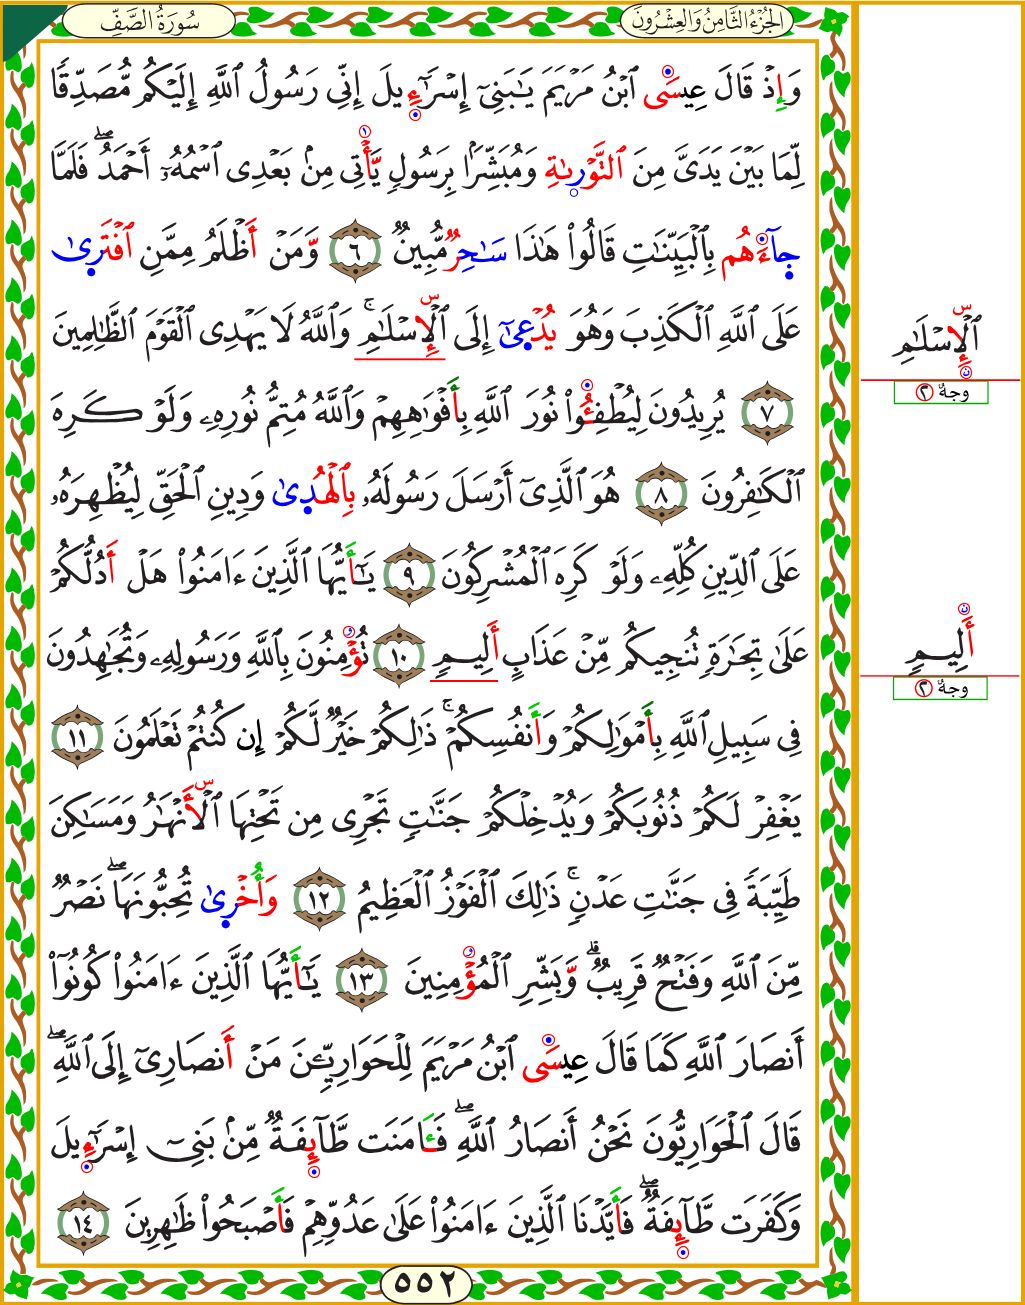 الجُزْءُ الثَّامِنُ وَالعِشْرُونَ
سُورَةُ الصَّفِّ
وَإِذْ قَالَ عِيسَى ٱبْنُ مَرْيَمَ يَٰبَنِىٓ إِسْرَٰٓءِيلَ إِنِّى رَسُولُ ٱللَّهِ إِلَيْكُم مُّصَدِّقًا
لِّمَا بَيْنَ يَدَىَّ مِنَ ٱلتَّوْرَىٰةِ وَمُبَشِّرًۢا بِرَسُولٍ يَأْتِى مِنۢ بَعْدِى ٱسْمُهُۥٓ أَحْمَدُ ۖ فَلَمَّا
جَآءَهُم بِٱلْبَيِّنَٰتِ قَالُوا۟ هَٰذَا سَٰحِرٌ مُّبِينٌ ٦ وَمَنْ أَظْلَمُ مِمَّنِ ٱفْتَرَىٰ
عَلَى ٱللَّهِ ٱلْكَذِبَ وَهُوَ يُدْعَىٰٓ إِلَى ٱلْإِسْلَٰمِ ۚ وَٱللَّهُ لَا يَهْدِى ٱلْقَوْمَ ٱلظَّٰلِمِينَ
٧ يُرِيدُونَ لِيُطْفِـُٔوا۟ نُورَ ٱللَّهِ بِأَفْوَٰهِهِمْ وَٱللَّهُ مُتِمُّ نُورِهِۦ وَلَوْ كَرِهَ
ٱلْكَٰفِرُونَ ٨ هُوَ ٱلَّذِىٓ أَرْسَلَ رَسُولَهُۥ بِٱلْهُدَىٰ وَدِينِ ٱلْحَقِّ لِيُظْهِرَهُۥ
عَلَى ٱلدِّينِ كُلِّهِۦ وَلَوْ كَرِهَ ٱلْمُشْرِكُونَ ٩ يَٰٓأَيُّهَا ٱلَّذِينَ ءَامَنُوا۟ هَلْ أَدُلُّكُمْ
عَلَىٰ تِجَٰرَةٍ تُنجِيكُم مِّنْ عَذَابٍ أَلِيمٍ ١٠ تُؤْمِنُونَ بِٱللَّهِ وَرَسُولِهِۦ وَتُجَٰهِدُونَ
فِى سَبِيلِ ٱللَّهِ بِأَمْوَٰلِكُمْ وَأَنفُسِكُمْ ۚ ذَٰلِكُمْ خَيْرٌ لَّكُمْ إِن كُنتُمْ تَعْلَمُونَ ١١
يَغْفِرْ لَكُمْ ذُنُوبَكُمْ وَيُدْخِلْكُمْ جَنَّٰتٍ تَجْرِى مِن تَحْتِهَا ٱلْأَنْهَٰرُ وَمَسَٰكِنَ
طَيِّبَةً فِى جَنَّٰتِ عَدْنٍ ۚ ذَٰلِكَ ٱلْفَوْزُ ٱلْعَظِيمُ ١٢ وَأُخْرَىٰ تُحِبُّونَهَا ۖ نَصْرٌ
مِّنَ ٱللَّهِ وَفَتْحٌ قَرِيبٌ ۗ وَبَشِّرِ ٱلْمُؤْمِنِينَ ١٣ يَٰٓأَيُّهَا ٱلَّذِينَ ءَامَنُوا۟ كُونُوٓا۟
أَنصَارَ ٱللَّهِ كَمَا قَالَ عِيسَى ٱبْنُ مَرْيَمَ لِلْحَوَارِيِّـۧنَ مَنْ أَنصَارِىٓ إِلَى ٱللَّهِ ۖ
قَالَ ٱلْحَوَارِيُّونَ نَحْنُ أَنصَارُ ٱللَّهِ ۖ فَـَٔامَنَت طَّآئِفَةٌ مِّنۢ بَنِىٓ إِسْرَٰٓءِيلَ
وَكَفَرَت طَّآئِفَةٌ ۖ فَأَيَّدْنَا ٱلَّذِينَ ءَامَنُوا۟ عَلَىٰ عَدُوِّهِمْ فَأَصْبَحُوا۟ ظَٰهِرِينَ ١٤
٥٥٢
ٱلْإِسْلَٰمِ
وجهٌ ٢
أَلِيمٍ
وجهٌ ٢